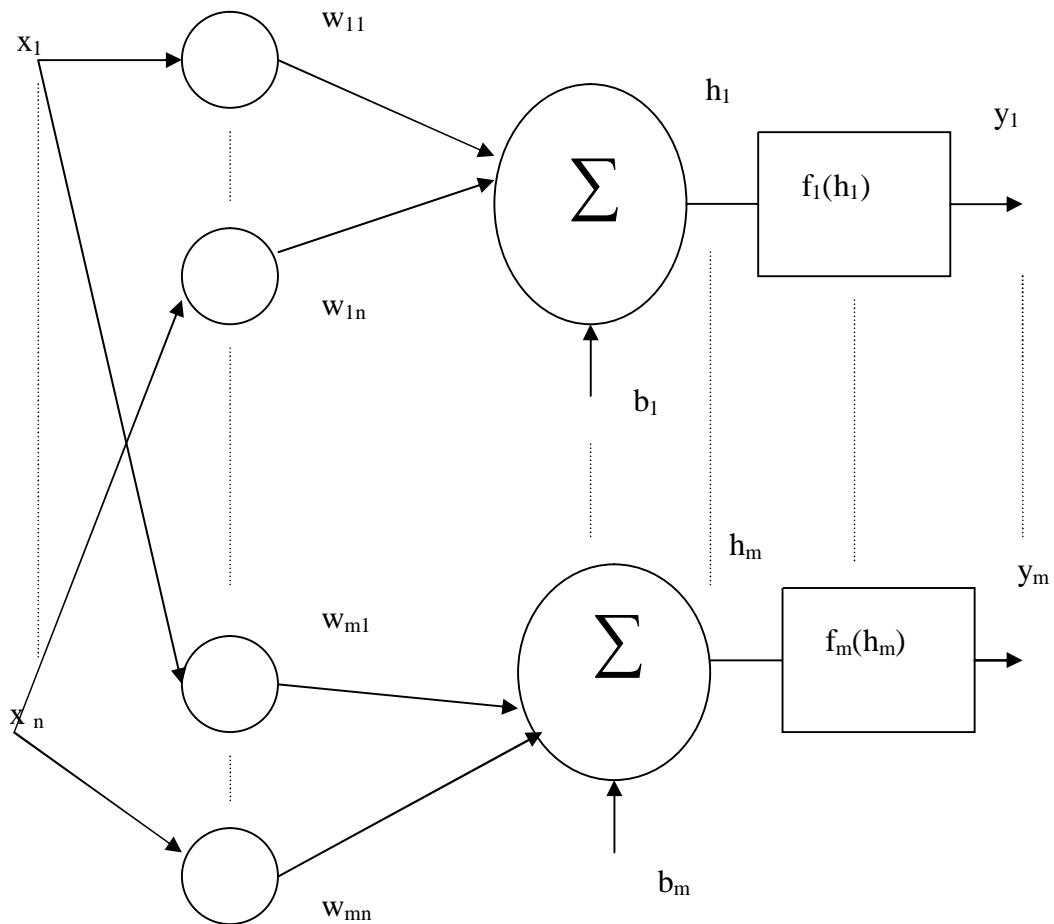 w₁₁
x₁
h₁
y₁
∑
f₁(h₁)
w₁ₙ
b₁
hₘ
yₘ
wₘ₁
∑
fₘ(hₘ)
x ₙ
bₘ
wₘₙ